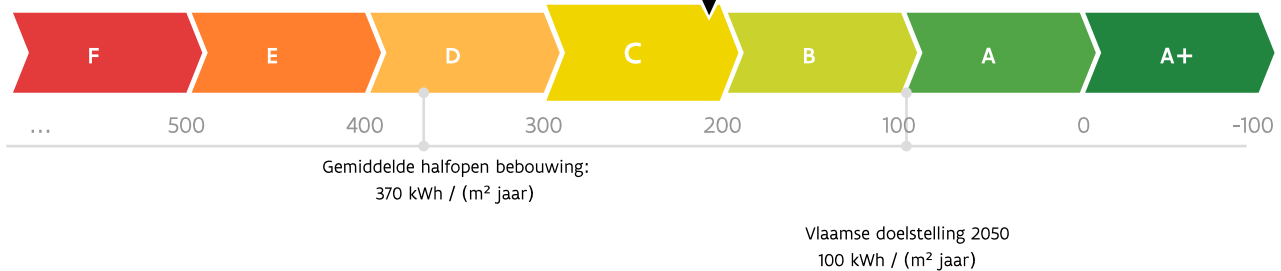 F E D C B A A+
... 500 400 300 200 100 0 -100
Gemiddelde halfopen bebouwing:
370 kWh / (m² jaar)
Vlaamse doelstelling 2050
100 kWh / (m² jaar)